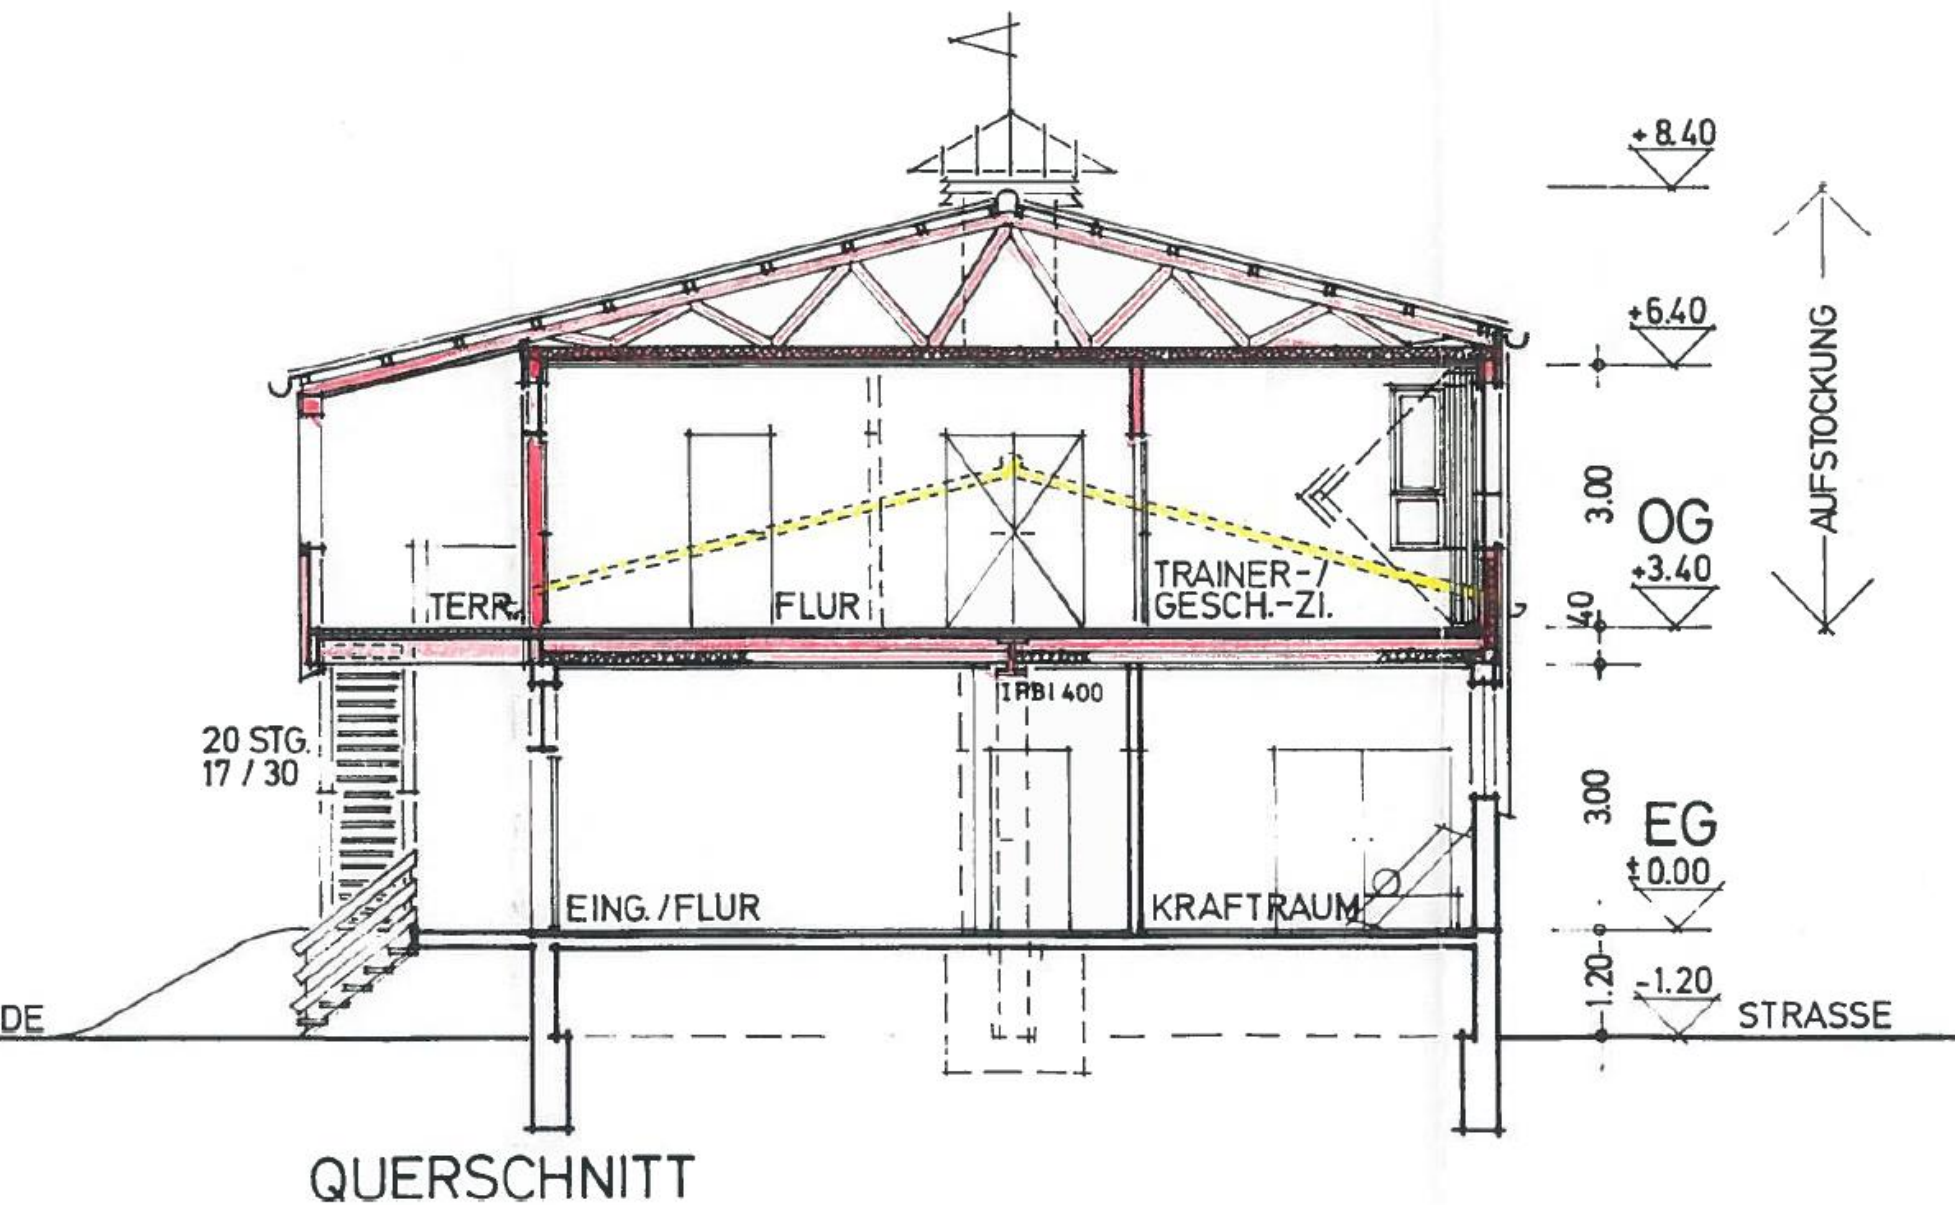 +8.40
+6.40
AUFSTOCKUNG
3.00
OG
+3.40
40
TERR.
FLUR
TRAINER-/
GESCH.-ZI.
IPBI 400
20 STG.
17 / 30
3.00
EG
±0.00
EING./FLUR
KRAFTRAUM
1.20
-1.20
STRASSE
DE
QUERSCHNITT